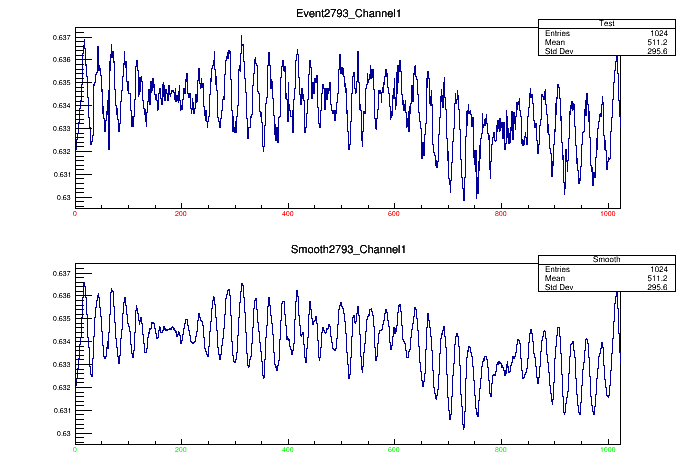 Event2793_Channel1
Test
Entries 1024
Mean 511.2
Std Dev 295.6
0.637
0.636
0.635
0.634
0.633
0.632
0.631
0.63
0 200 400 600 800 1000
Smooth2793_Channel1
Smooth
Entries 1024
Mean 511.2
Std Dev 295.6
0.637
0.636
0.635
0.634
0.633
0.632
0.631
0.63
0 200 400 600 800 1000